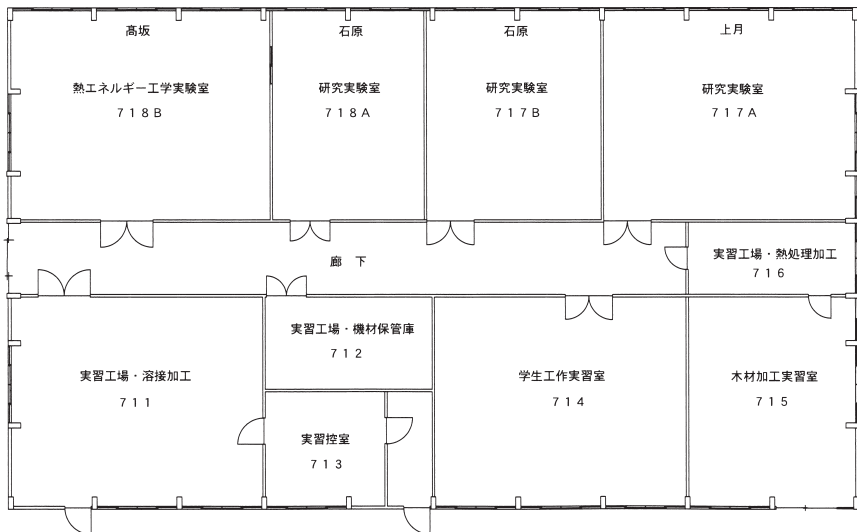 髙坂
熱エネルギー工学実験室
７１８Ｂ
石原
研究実験室
７１８Ａ
石原
研究実験室
７１７Ｂ
上月
研究実験室
７１７Ａ
廊　下
実習工場・熱処理加工
７１６
実習工場・溶接加工
７１１
実習工場・機材保管庫
７１２
実習控室
７１３
学生工作実習室
７１４
木材加工実習室
７１５